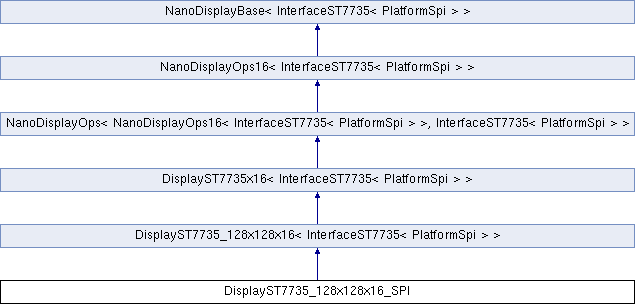 NanoDisplayBase< InterfaceST7735< PlatformSpi > >
NanoDisplayOps16< InterfaceST7735< PlatformSpi > >
NanoDisplayOps< NanoDisplayOps16< InterfaceST7735< PlatformSpi > >, InterfaceST7735< PlatformSpi > >
DisplayST7735x16< InterfaceST7735< PlatformSpi > >
DisplayST7735_128x128x16< InterfaceST7735< PlatformSpi > >
DisplayST7735_128x128x16_SPI